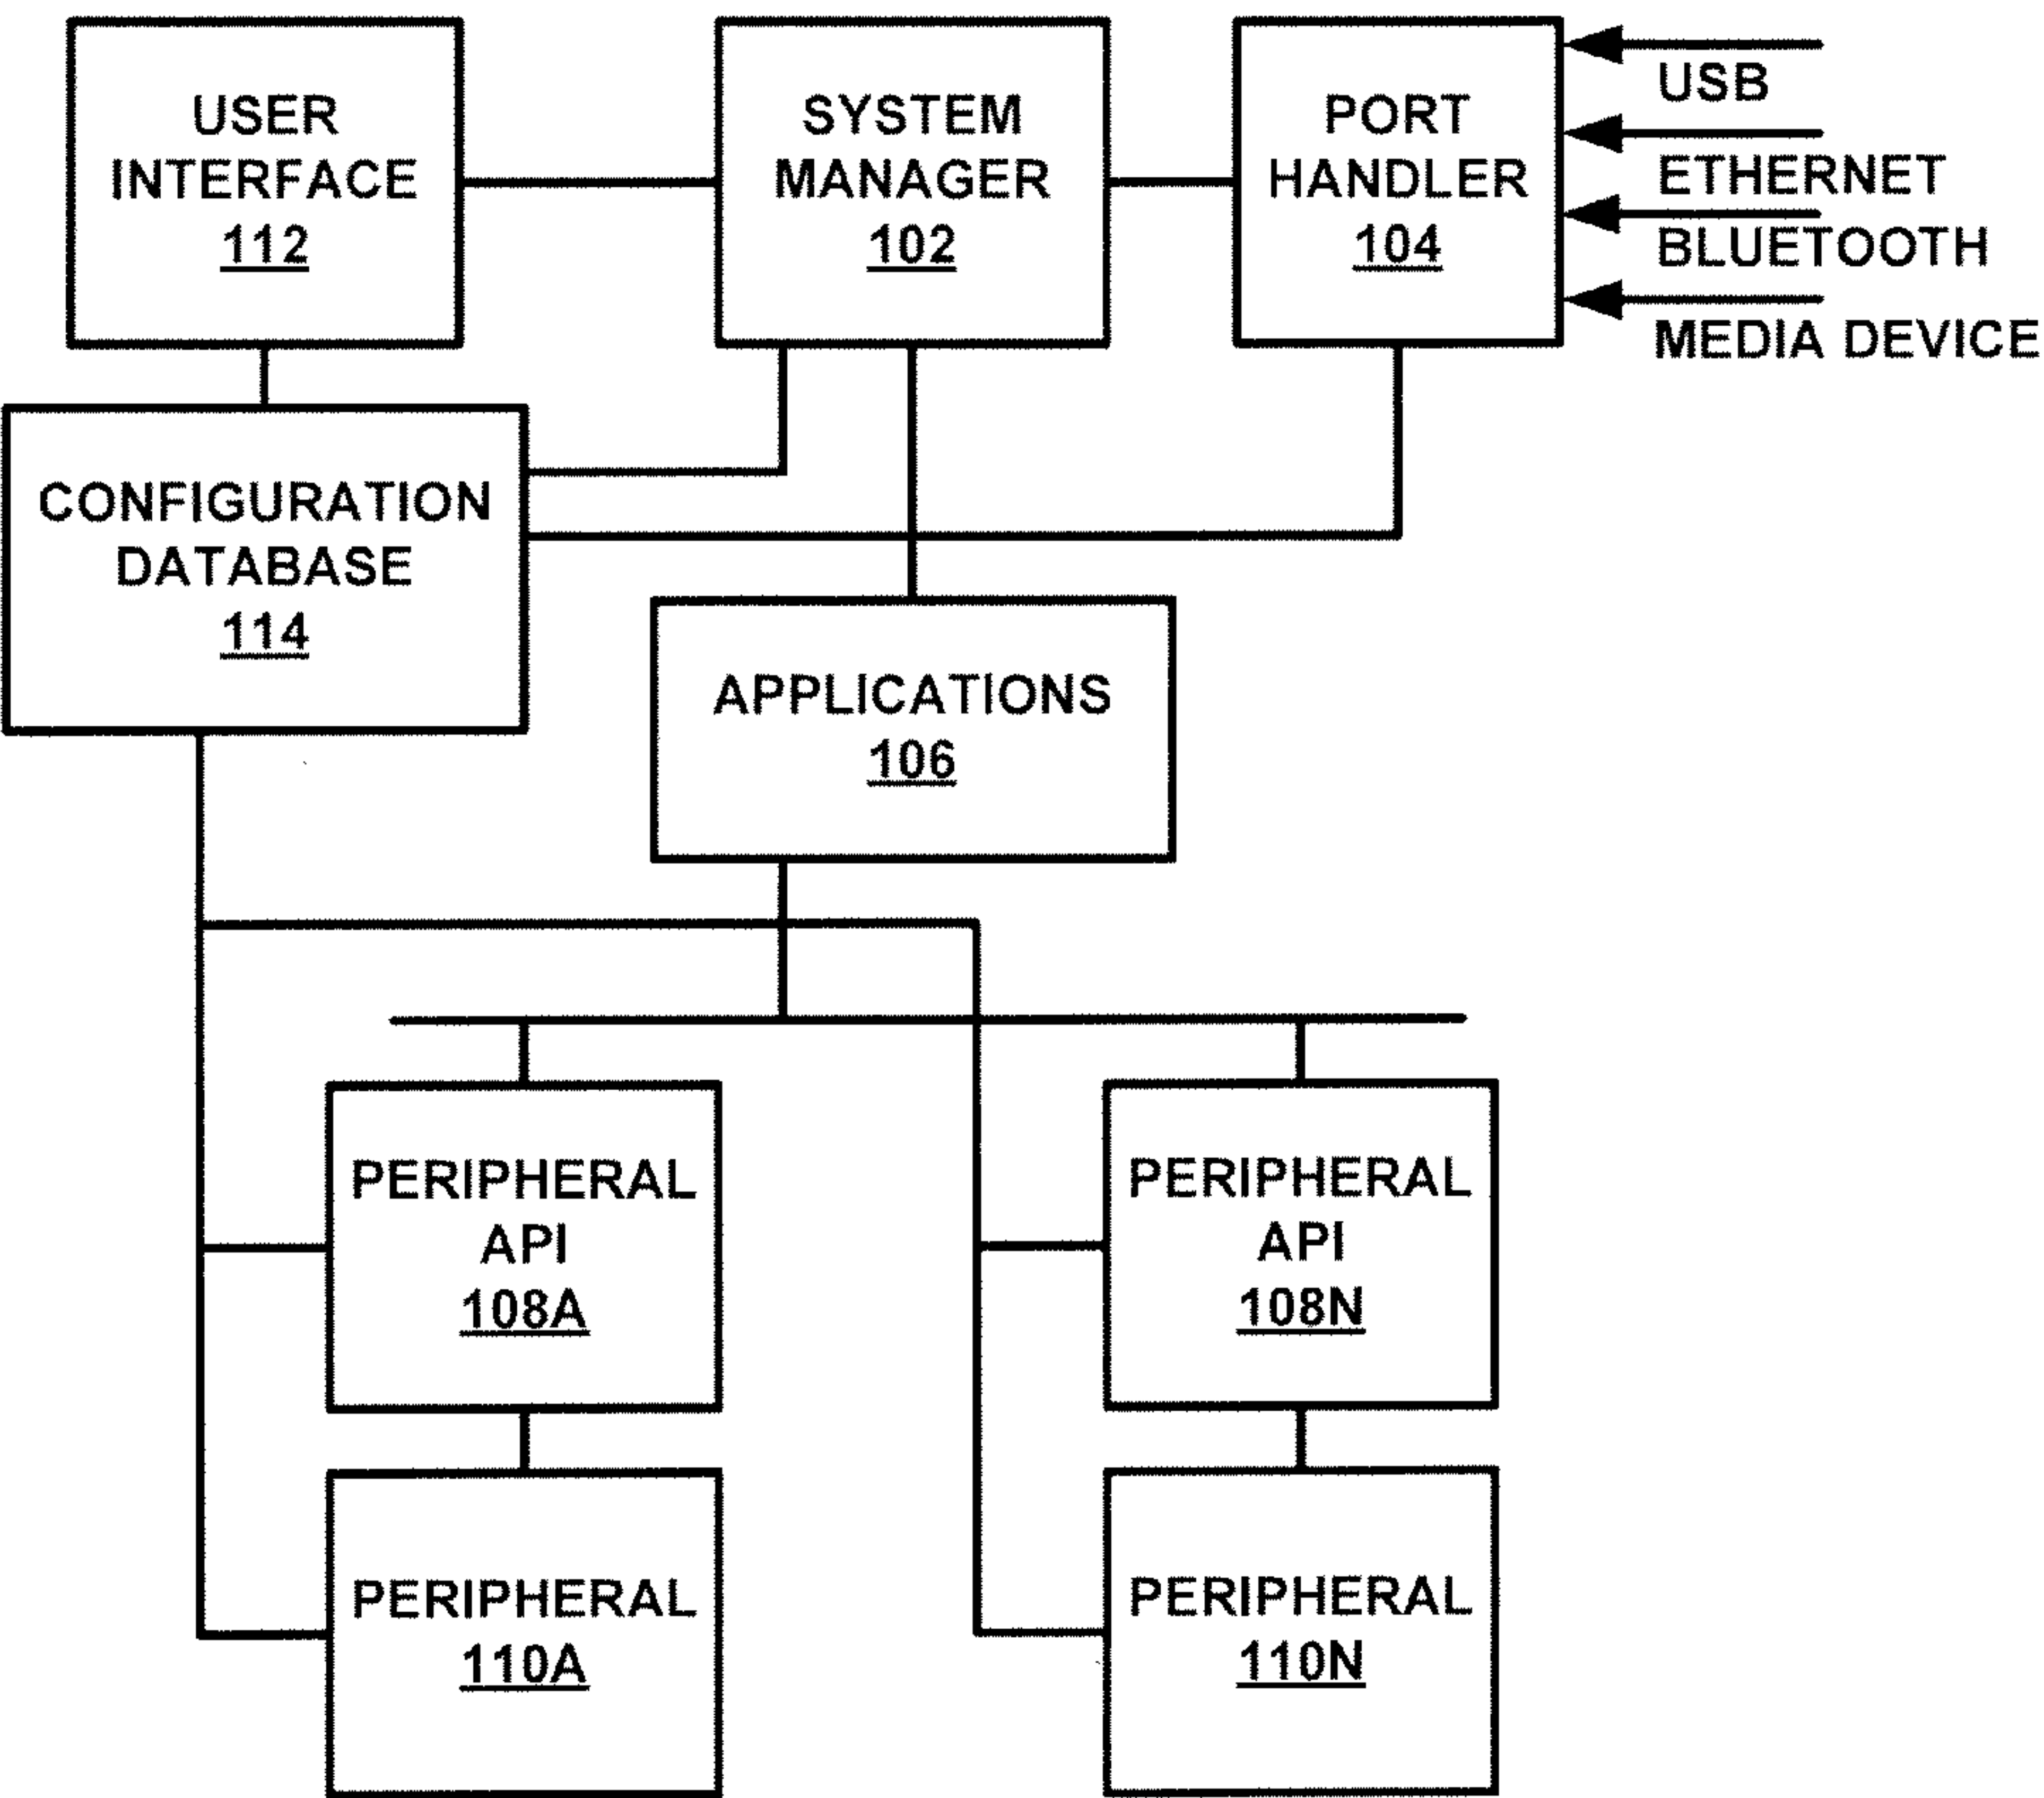 USER
INTERFACE
112
SYSTEM
MANAGER
102
PORT
HANDLER
104
USB
ETHERNET
BLUETOOTH
MEDIA DEVICE
CONFIGURATION
DATABASE
114
APPLICATIONS
106
PERIPHERAL
API
108A
PERIPHERAL
API
108N
PERIPHERAL
110A
PERIPHERAL
110N